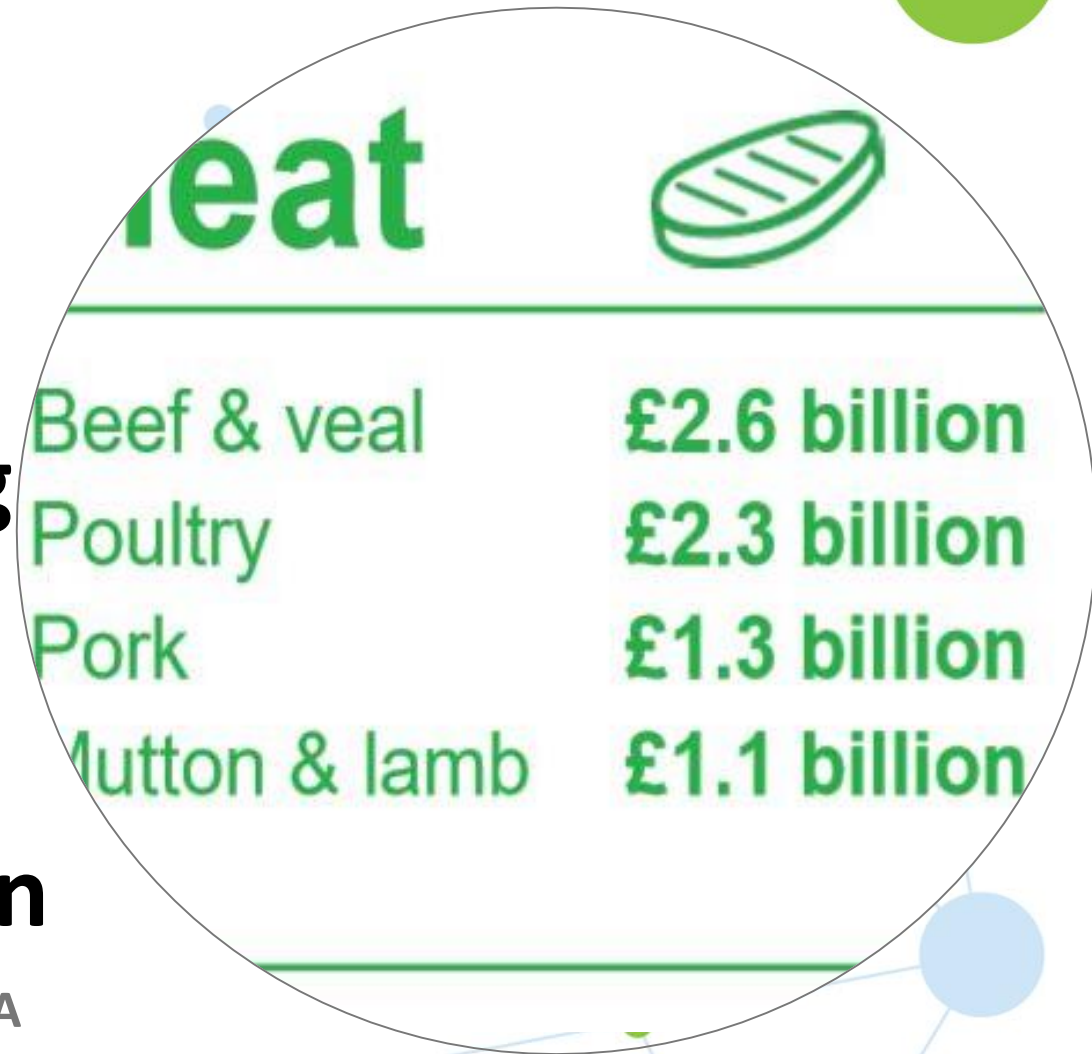 eat
Beef & veal £2.6 billion
g
Poultry £2.3 billion
Pork £1.3 billion
utton & lamb £1.1 billion
n
A